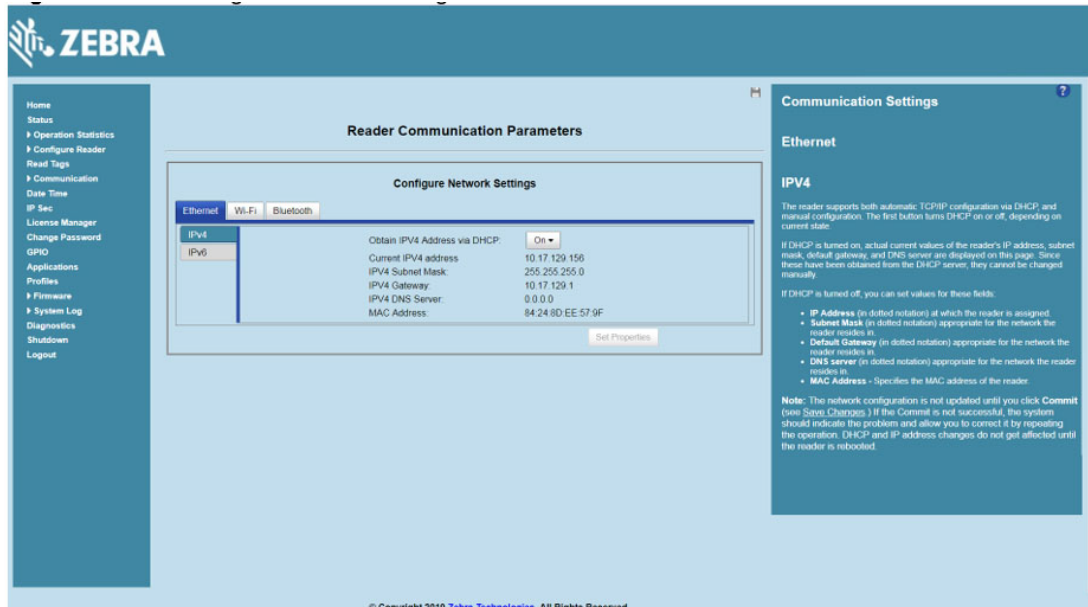 ZEBRA
Home
Status
Operation Statistics
Configure Reader
Read Tags
Communication
Date Time
IP Sec
License Manager
Change Password
GPIO
Applications
Profiles
Firmware
System Log
Diagnostics
Shutdown
Logout
Reader Communication Parameters
Configure Network Settings
Ethernet Wi-Fi Bluetooth
IPv4
IPv6
Obtain IPV4 Address via DHCP: On
Current IPV4 address 10.17.129.156
IPV4 Subnet Mask: 255.255.255.0
IPV4 Gateway: 10.17.129.1
IPV4 DNS Server: 0.0.0.0
MAC Address: 84:24:8D:EE:57:9F
Set Properties
?
Communication Settings
Ethernet
IPV4
The reader supports both automatic TCP/IP configuration via DHCP, and
manual configuration. The first button turns DHCP on or off, depending on
current state.
If DHCP is turned on, actual current values of the reader's IP address, subnet
mask, default gateway, and DNS server are displayed on this page. Since
these have been obtained from the DHCP server, they cannot be changed
manually.
If DHCP is turned off, you can set values for these fields:
• IP Address (in dotted notation) at which the reader is assigned.
• Subnet Mask (in dotted notation) appropriate for the network the
reader resides in.
• Default Gateway (in dotted notation) appropriate for the network the
reader resides in.
• DNS server (in dotted notation) appropriate for the network the reader
resides in.
• MAC Address - Specifies the MAC address of the reader.
Note: The network configuration is not updated until you click Commit
(see Save Changes.) If the Commit is not successful, the system
should indicate the problem and allow you to correct it by repeating
the operation. DHCP and IP address changes do not get affected until
the reader is rebooted.
© Copyright 2019 Zebra Technologies. All Rights Reserved.